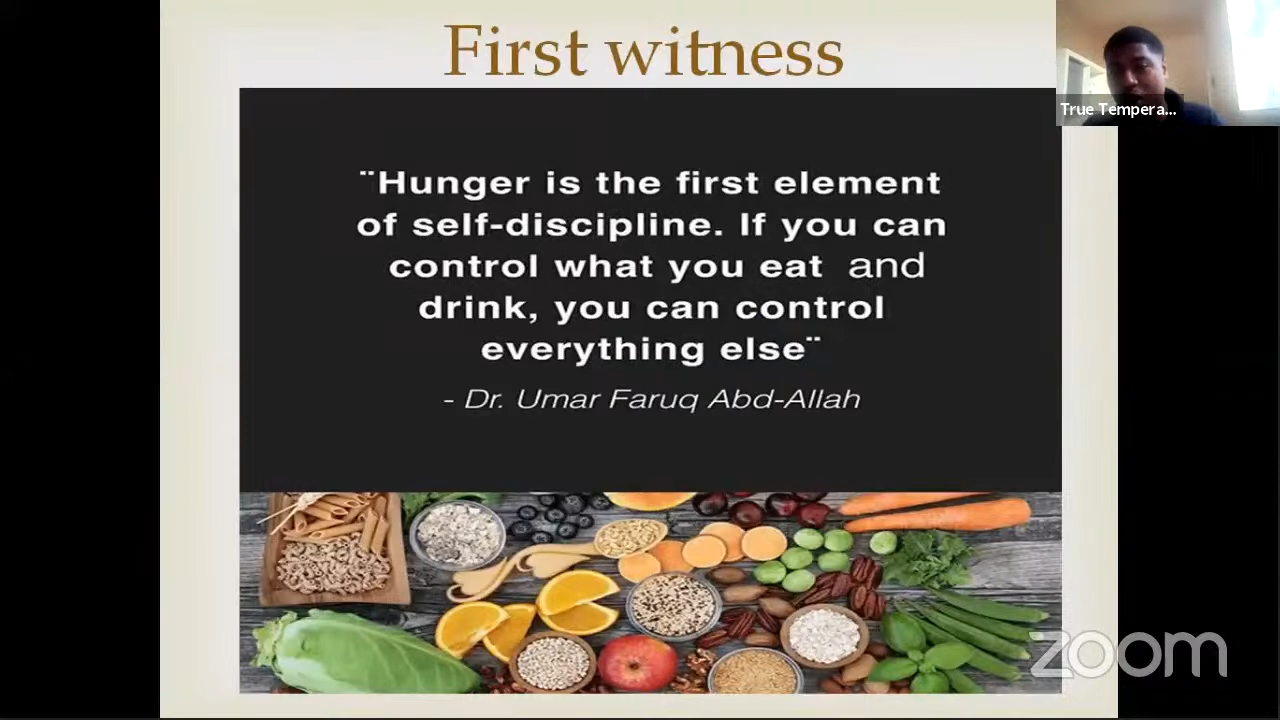 First witness
True Tempera...
¨Hunger is the first element
of self-discipline. If you can
control what you eat and
drink, you can control
everything else¨
- Dr. Umar Faruq Abd-Allah
zoom